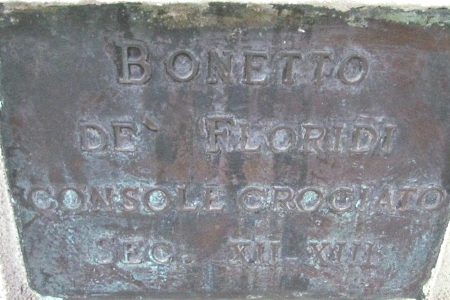 BONETTO
DE' FLORIDI
CONSOLE CROCIATO
SEC. XII-XIII